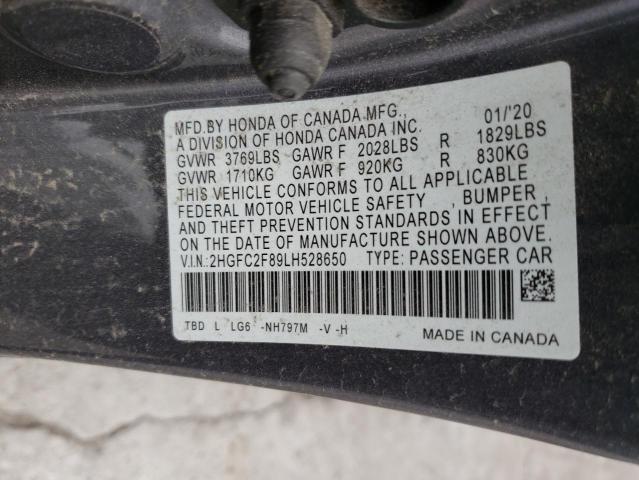 MFD.BY HONDA OF CANADA MFG., 01/'20
A DIVISION OF HONDA CANADA INC.
GVWR 3769LBS GAWR F 2028LBS R 1829LBS
GVWR 1710KG GAWR F 920KG R 830KG
THIS VEHICLE CONFORMS TO ALL APPLICABLE
FEDERAL MOTOR VEHICLE SAFETY , BUMPER ,
AND THEFT PREVENTION STANDARDS IN EFFECT
ON THE DATE OF MANUFACTURE SHOWN ABOVE.
V.I.N.: 2HGFC2F89LH528650 TYPE: PASSENGER CAR
TBD L LG6 -NH797M -V -H MADE IN CANADA